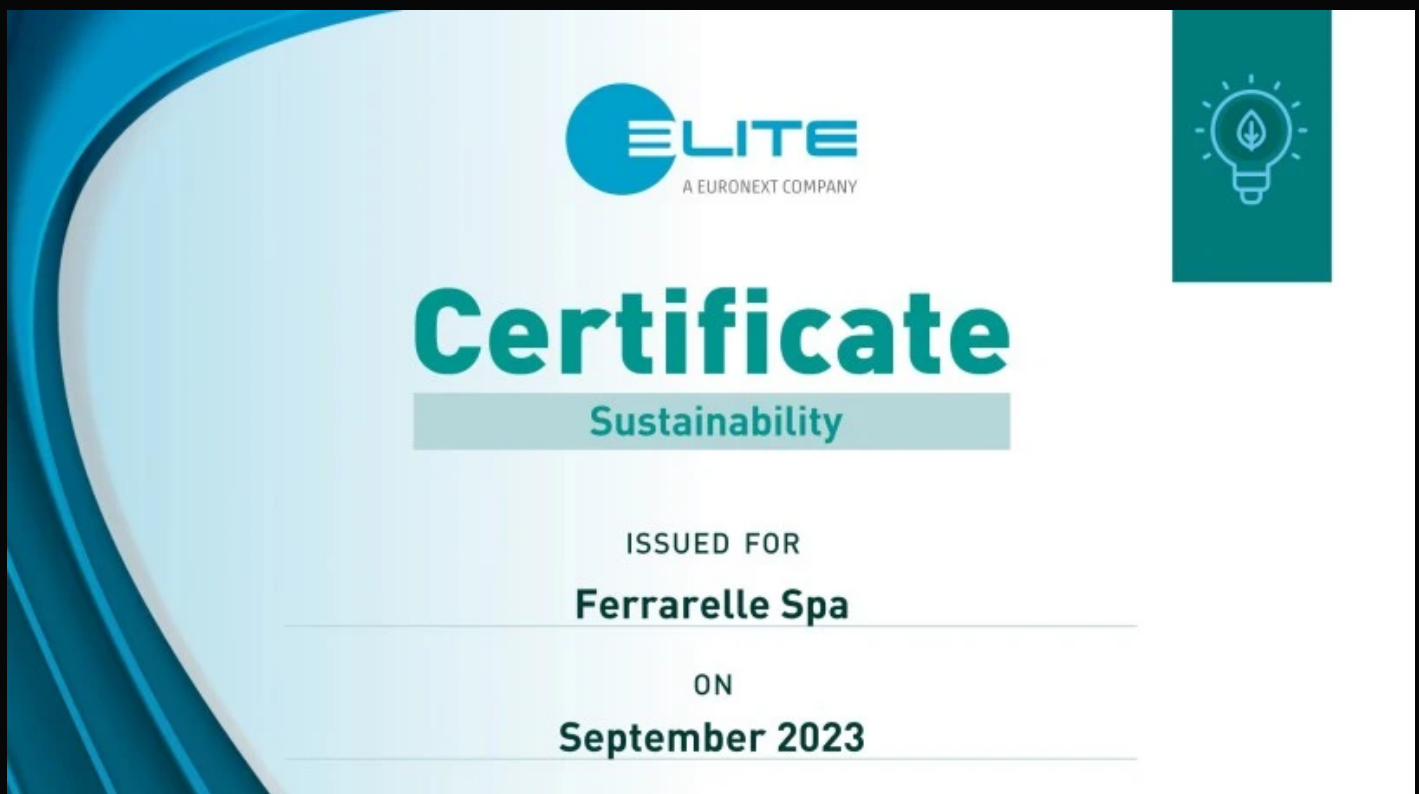 ELITE
A EURONEXT COMPANY
Certificate
Sustainability
ISSUED FOR
Ferrarelle Spa
ON
September 2023